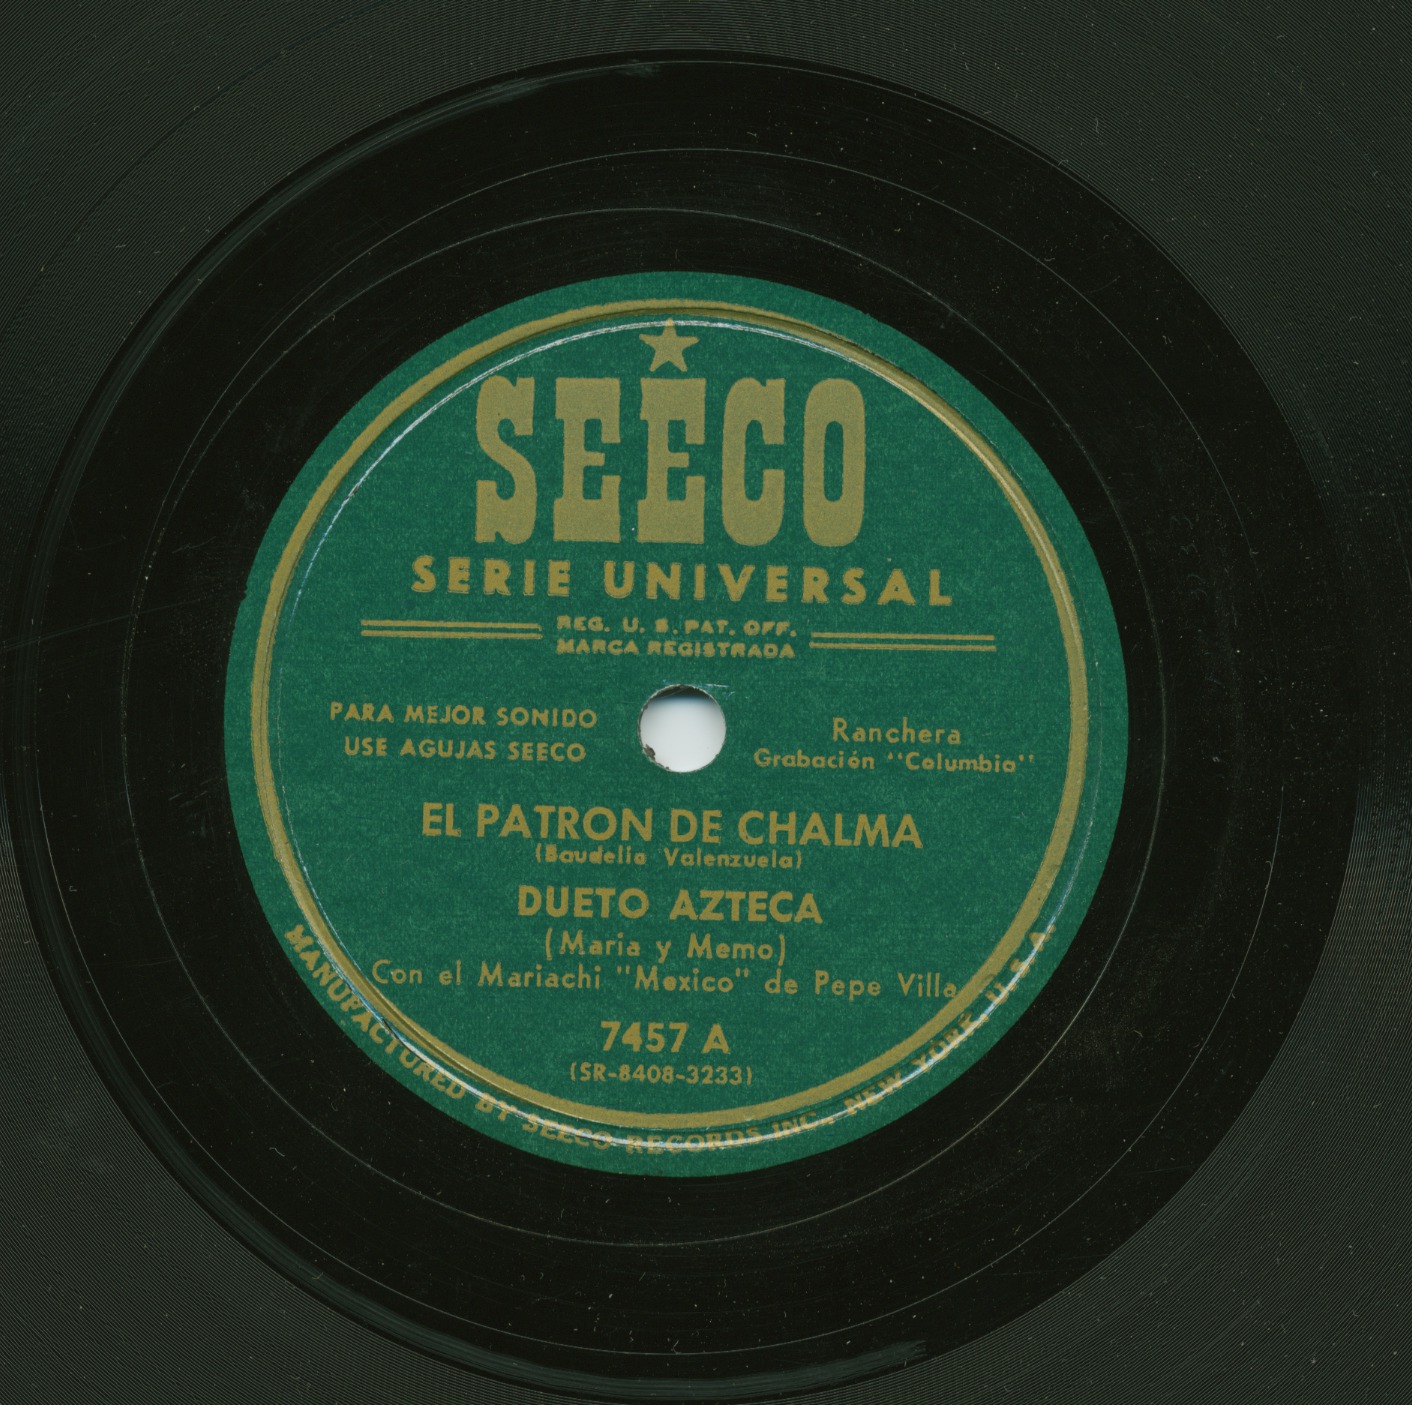 SEECO
SERIE UNIVERSAL
REG. U. S. PAT. OFF.
MARCA REGISTRADA
PARA MEJOR SONIDO
USE AGUJAS SEECO
Ranchera
Grabación "Columbia"
EL PATRON DE CHALMA
(Baudelia Valenzuela)
DUETO AZTECA
(Maria y Memo)
Con el Mariachi "Mexico" de Pepe Villa
7457 A
(SR-8408-3233)
MANUFACTURED BY SEECO RECORDS INC., NEW YORK, U.S.A.